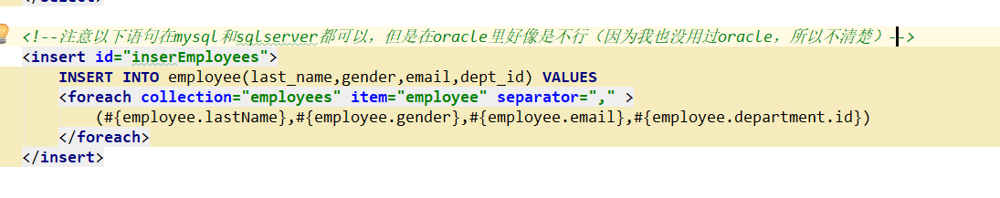 <!--注意以下语句在mysql和sqlserver都可以，但是在oracle里好像是不行（因为我也没用过oracle，所以不清楚）-->
<insert id="inserEmployees">
INSERT INTO employee(last_name,gender,email,dept_id) VALUES
<foreach collection="employees" item="employee" separator="," >
(#{employee.lastName},#{employee.gender},#{employee.email},#{employee.department.id})
</foreach>
</insert>